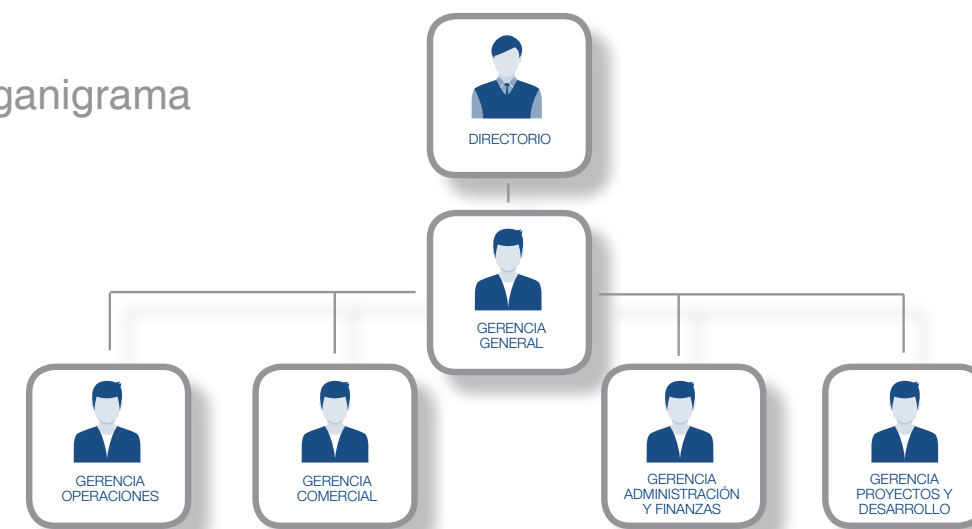 ganigrama
DIRECTORIO
GERENCIA
GENERAL
GERENCIA
OPERACIONES
GERENCIA
COMERCIAL
GERENCIA
ADMINISTRACIÓN
Y FINANZAS
GERENCIA
PROYECTOS Y
DESARROLLO